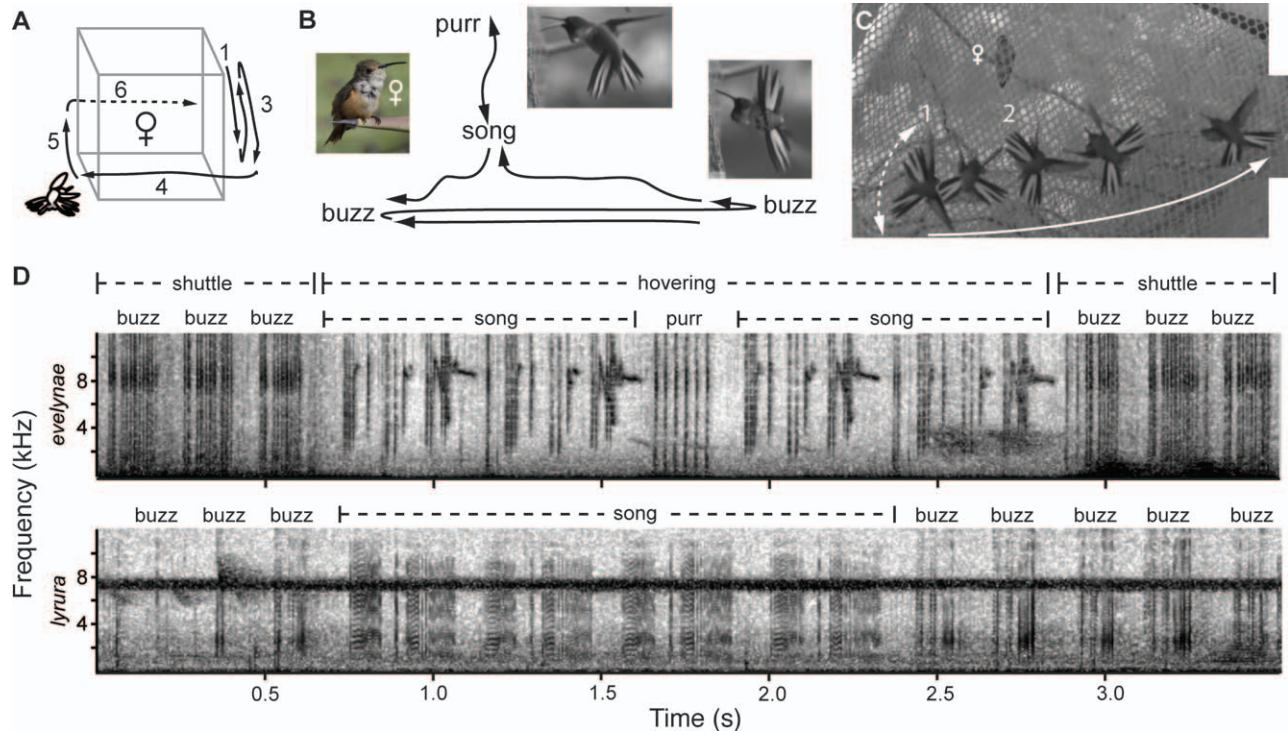 A
1
6
3
5
♀
4
B
purr
♀
song
buzz
buzz
C
♀
1
2
D
shuttle
hovering
shuttle
buzz buzz buzz
song
purr
song
buzz buzz buzz
8
4
evelynae
Frequency (kHz)
buzz buzz buzz
song
buzz buzz buzz buzz buzz
8
4
lyrura
0.5 1.0 1.5 2.0 2.5 3.0
Time (s)